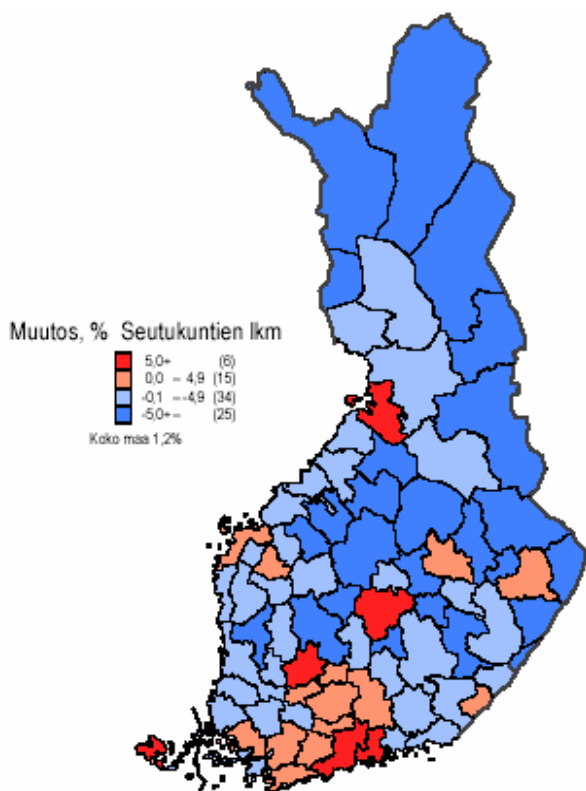 Muutos, % Seutukuntien lkm
5,0+ (6)
0,0 – 4,9 (15)
-0,1 – -4,9 (34)
-5,0+– (25)
Koko maa 1,2%